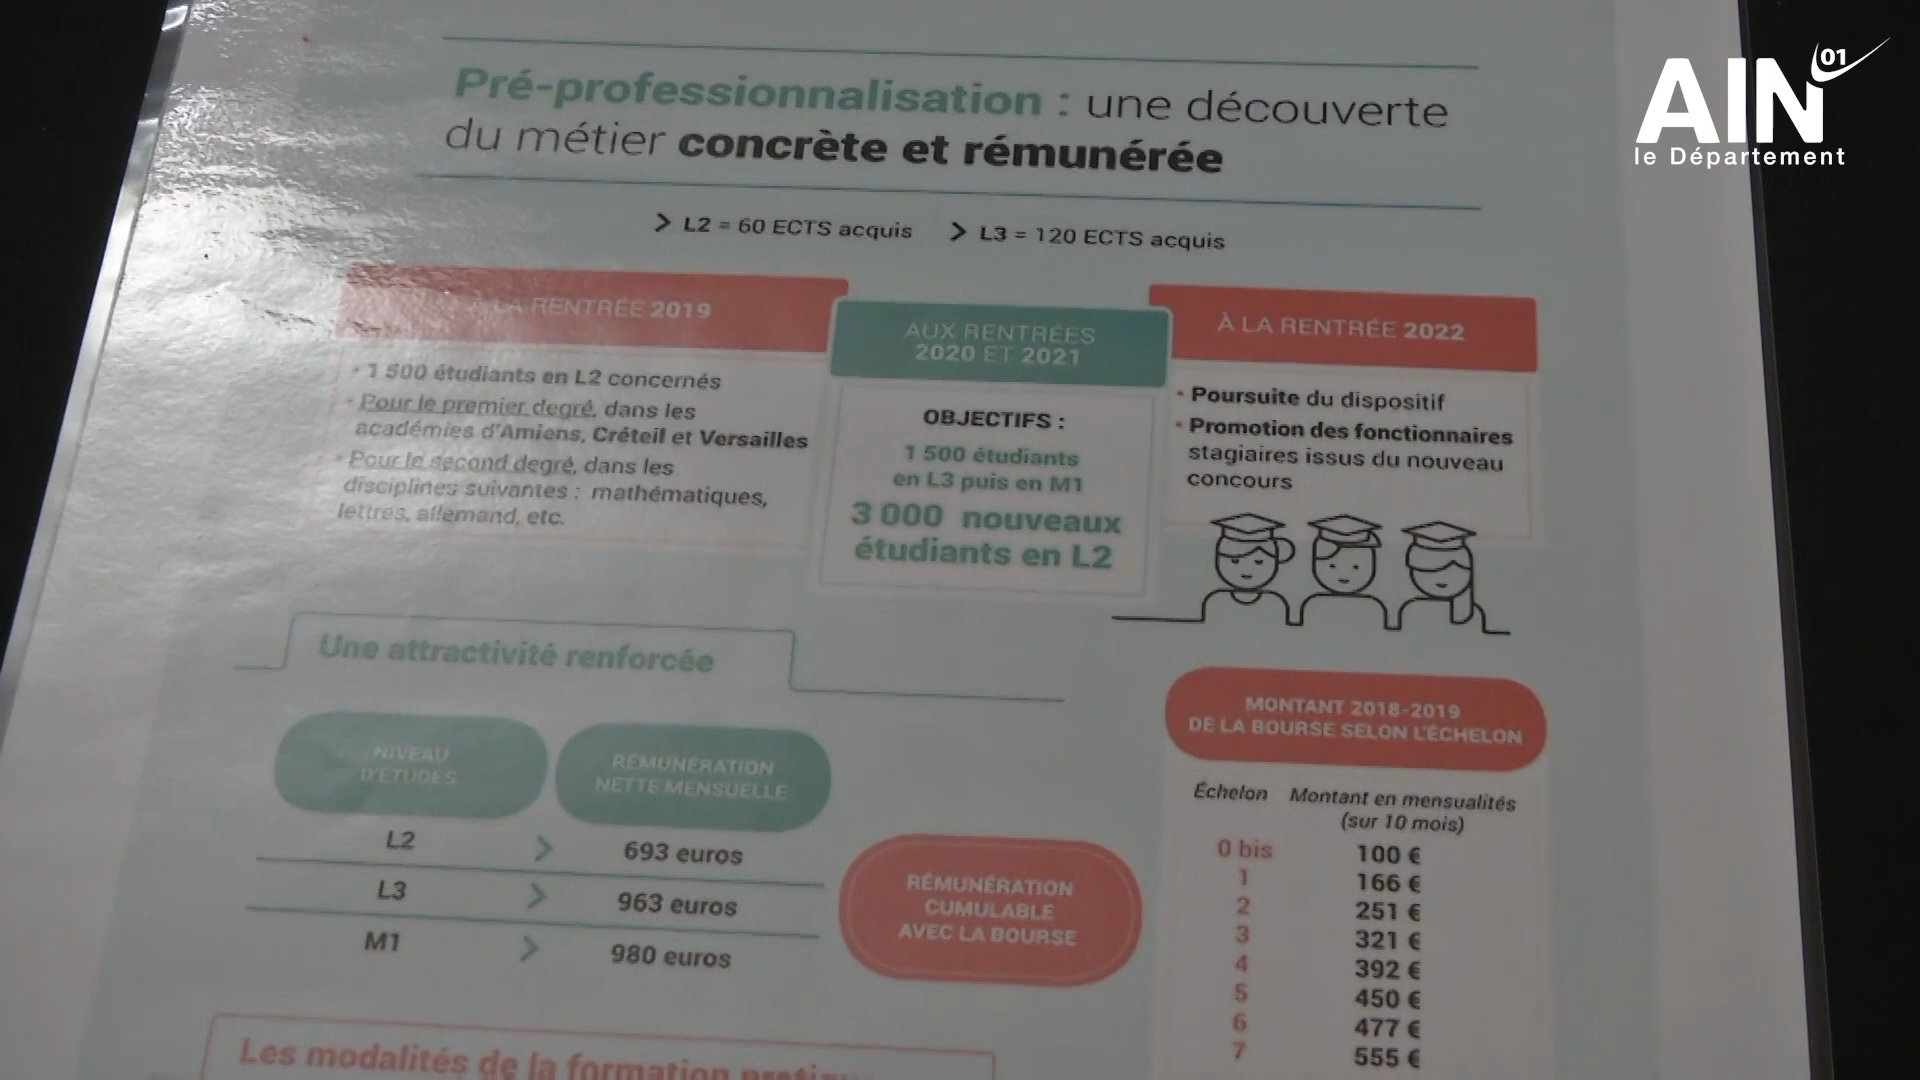 AIN 01
le Département
Pré-professionnalisation : une découverte
du métier concrète et rémunérée
> L2 = 60 ECTS acquis > L3 = 120 ECTS acquis
À LA RENTRÉE 2019
• 1 500 étudiants en L2 concernés
• Pour le premier degré, dans les
académies d'Amiens, Créteil et Versailles
• Pour le second degré, dans les
disciplines suivantes : mathématiques,
lettres, allemand, etc.
AUX RENTRÉES
2020 ET 2021
OBJECTIFS :
1 500 étudiants
en L3 puis en M1
3 000 nouveaux
étudiants en L2
À LA RENTRÉE 2022
• Poursuite du dispositif
• Promotion des fonctionnaires
stagiaires issus du nouveau
concours
Une attractivité renforcée
NIVEAU
D'ÉTUDES
RÉMUNÉRATION
NETTE MENSUELLE
L2 > 693 euros
L3 > 963 euros
M1 > 980 euros
RÉMUNÉRATION
CUMULABLE
AVEC LA BOURSE
MONTANT 2018-2019
DE LA BOURSE SELON L'ÉCHELON
Échelon Montant en mensualités
(sur 10 mois)
0 bis 100 €
1 166 €
2 251 €
3 321 €
4 392 €
5 450 €
6 477 €
7 555 €
Les modalités de la formation